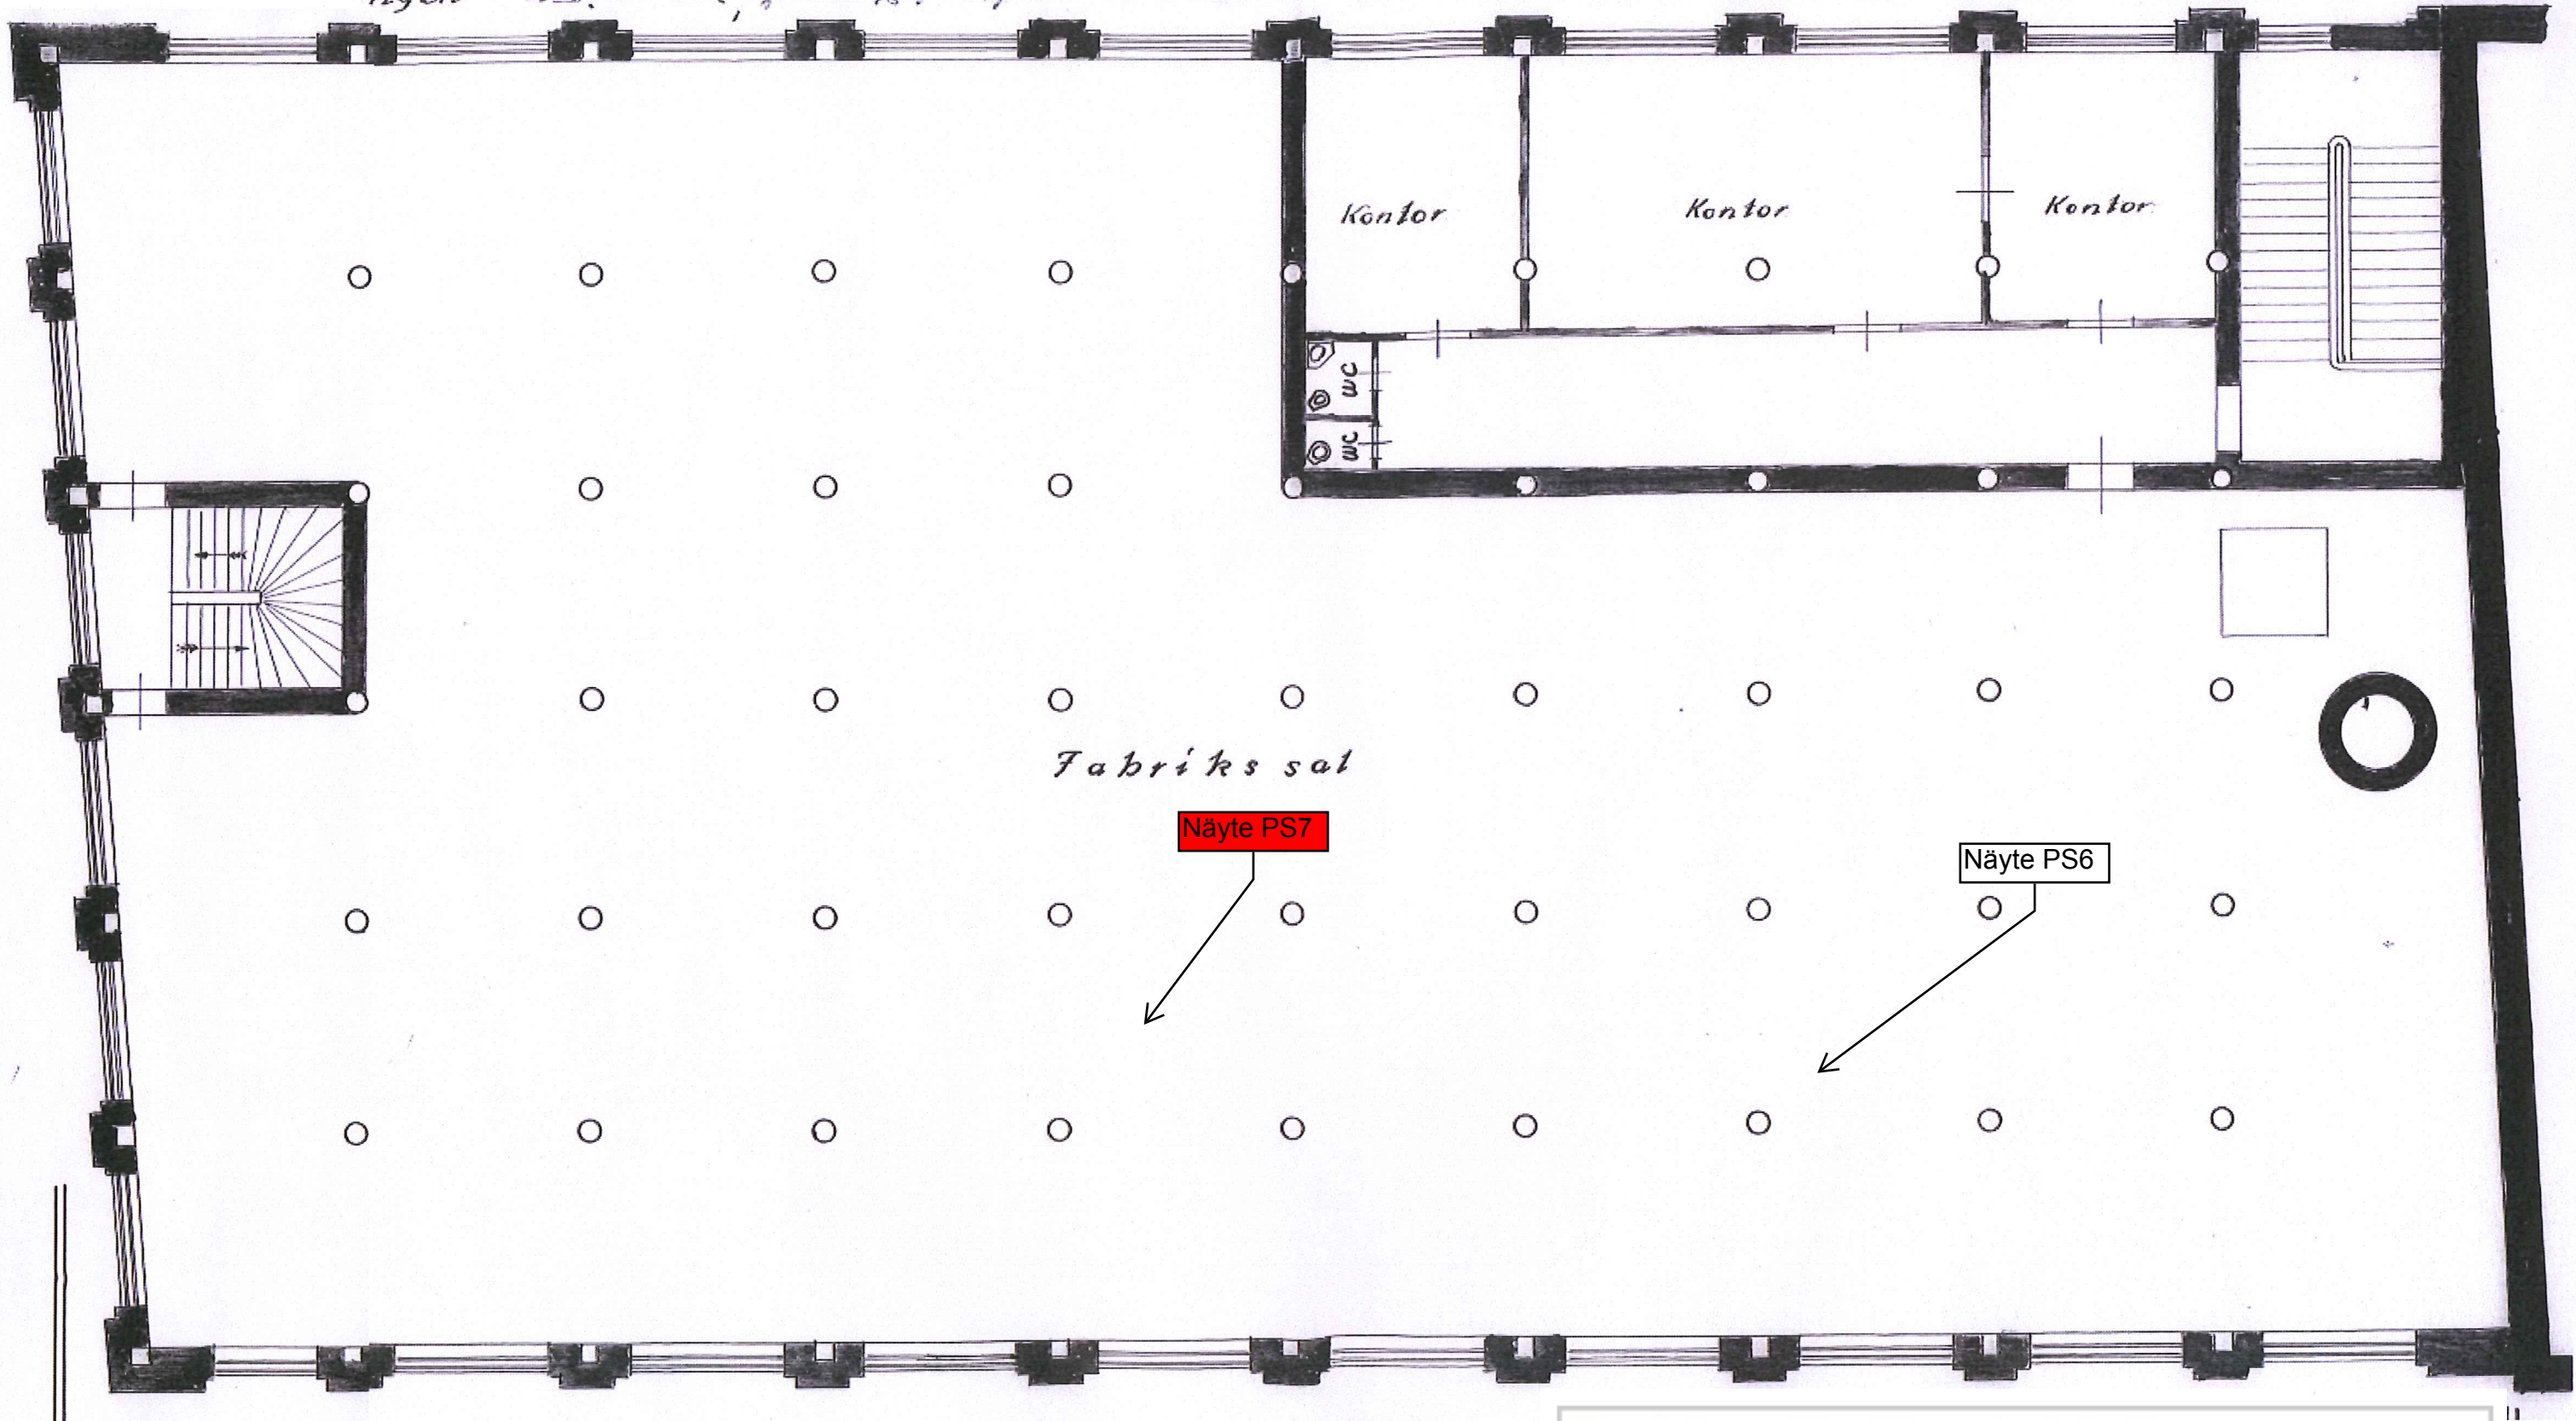 Kontor
Kontor
Kontor
WC
WC
Fabriks sal
Näyte PS7
Näyte PS6